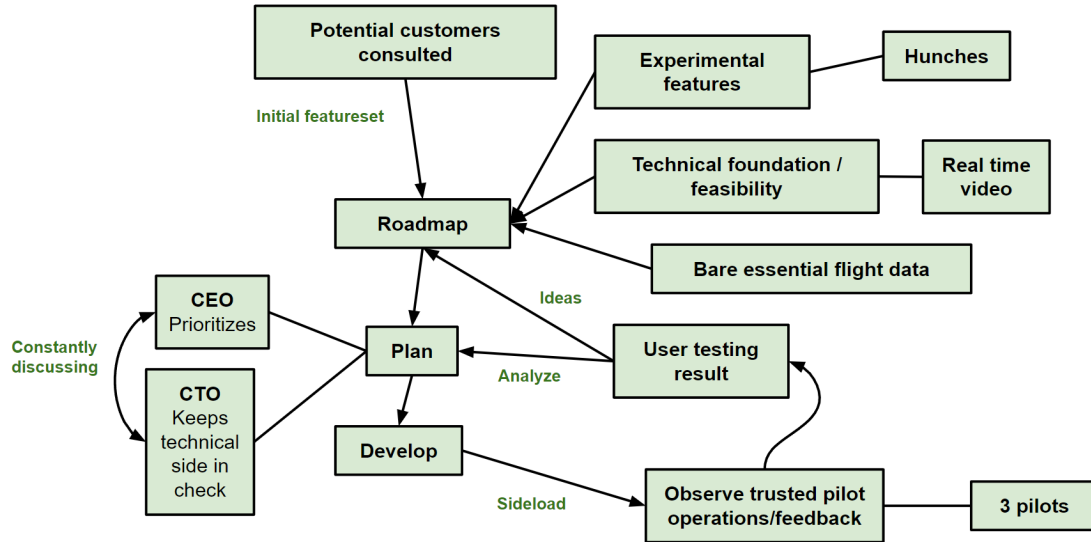 Potential customers
consulted
Experimental
features
Hunches
Initial featureset
Technical foundation /
feasibility
Real time
video
Roadmap
Bare essential flight data
CEO
Prioritizes
Ideas
Constantly
discussing
Plan
User testing
result
Analyze
CTO
Keeps
technical
side in
check
Develop
Sideload
Observe trusted pilot
operations/feedback
3 pilots